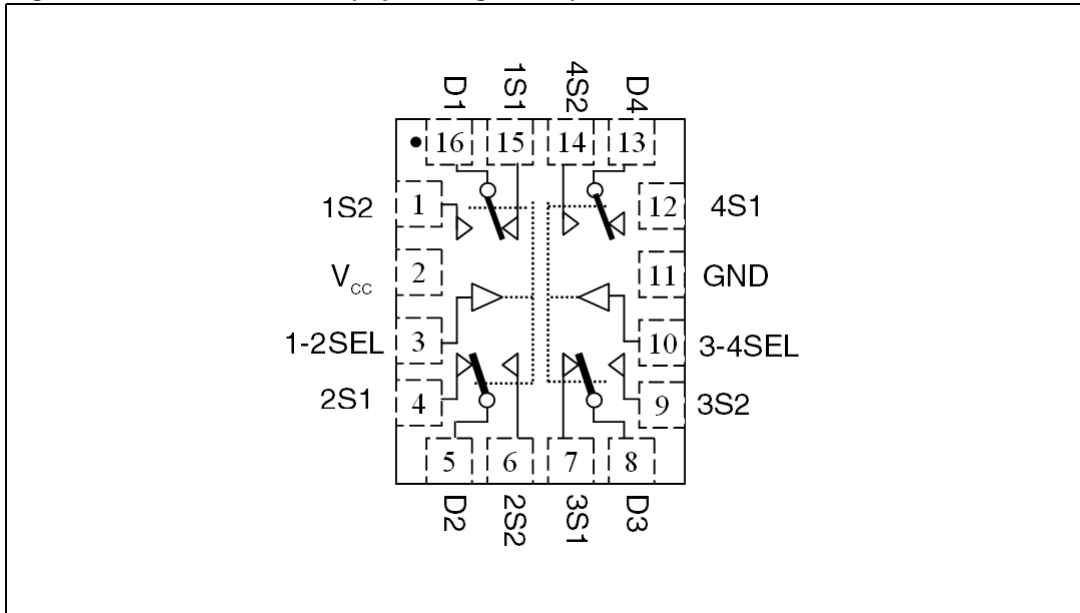 D1 1S1 4S2 D4
16 15 14 13
1S2 1 12 4S1
Vcc 2 11 GND
1-2SEL 3 10 3-4SEL
2S1 4 9 3S2
5 6 7 8
D2 2S2 3S1 D3